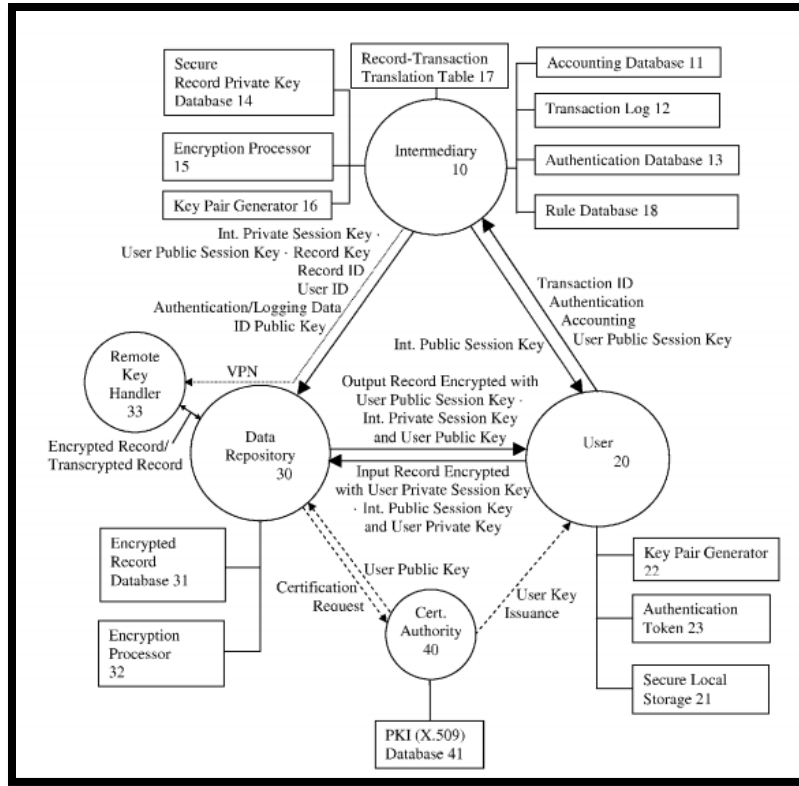 Secure
Record Private Key
Database 14
Record-Transaction
Translation Table 17
Accounting Database 11
Transaction Log 12
Encryption Processor
15
Intermediary
10
Authentication Database 13
Key Pair Generator 16
Rule Database 18
Int. Private Session Key ·
User Public Session Key · Record Key
Record ID
User ID
Authentication/Logging Data
ID Public Key
Transaction ID
Authentication
Accounting
User Public Session Key
Int. Public Session Key
Remote
Key
Handler
33
VPN
Output Record Encrypted with
User Public Session Key ·
Int. Private Session Key
and User Public Key
Encrypted Record/
Transcrypted Record
Data
Repository
30
User
20
Input Record Encrypted
with User Private Session Key
· Int. Public Session Key
and User Private Key
Encrypted
Record
Database 31
Encryption
Processor
32
User Public Key
Certification
Request
Cert.
Authority
40
User Key
Issuance
Key Pair Generator
22
Authentication
Token 23
Secure Local
Storage 21
PKI (X.509)
Database 41